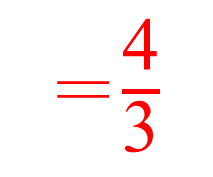 = 4/3